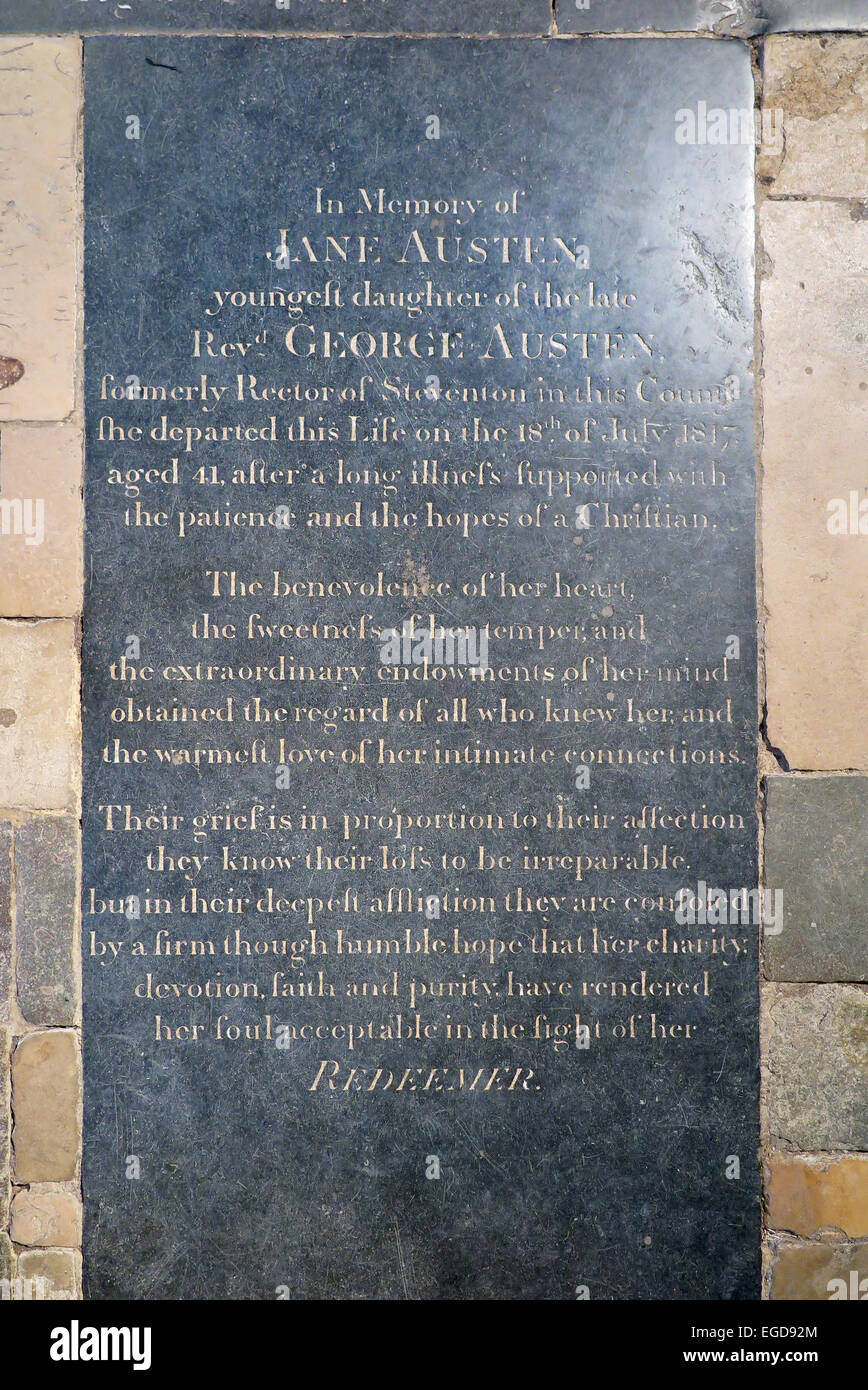 In Memory of
JANE AUSTEN,
youngeſt daughter of the late
Revd. GEORGE AUSTEN,
formerly Rector of Steventon in this County
ſhe departed this Life on the 18th. of July, 1817,
aged 41, after a long illneſs ſupported with
the patience and the hopes of a Chriſtian.
The benevolence of her heart,
the ſweetneſs of her temper, and
the extraordinary endowments of her mind
obtained the regard of all who knew her, and
the warmeſt love of her intimate connections.
Their grief is in proportion to their affection
they know their loſs to be irreparable,
but in their deepeſt affliction they are conſoled
by a firm though humble hope that her charity,
devotion, faith and purity, have rendered
her ſoul acceptable in the ſight of her
REDEEMER.
alamy
a
alamy
alamy
Image ID: EGD92M
www.alamy.com